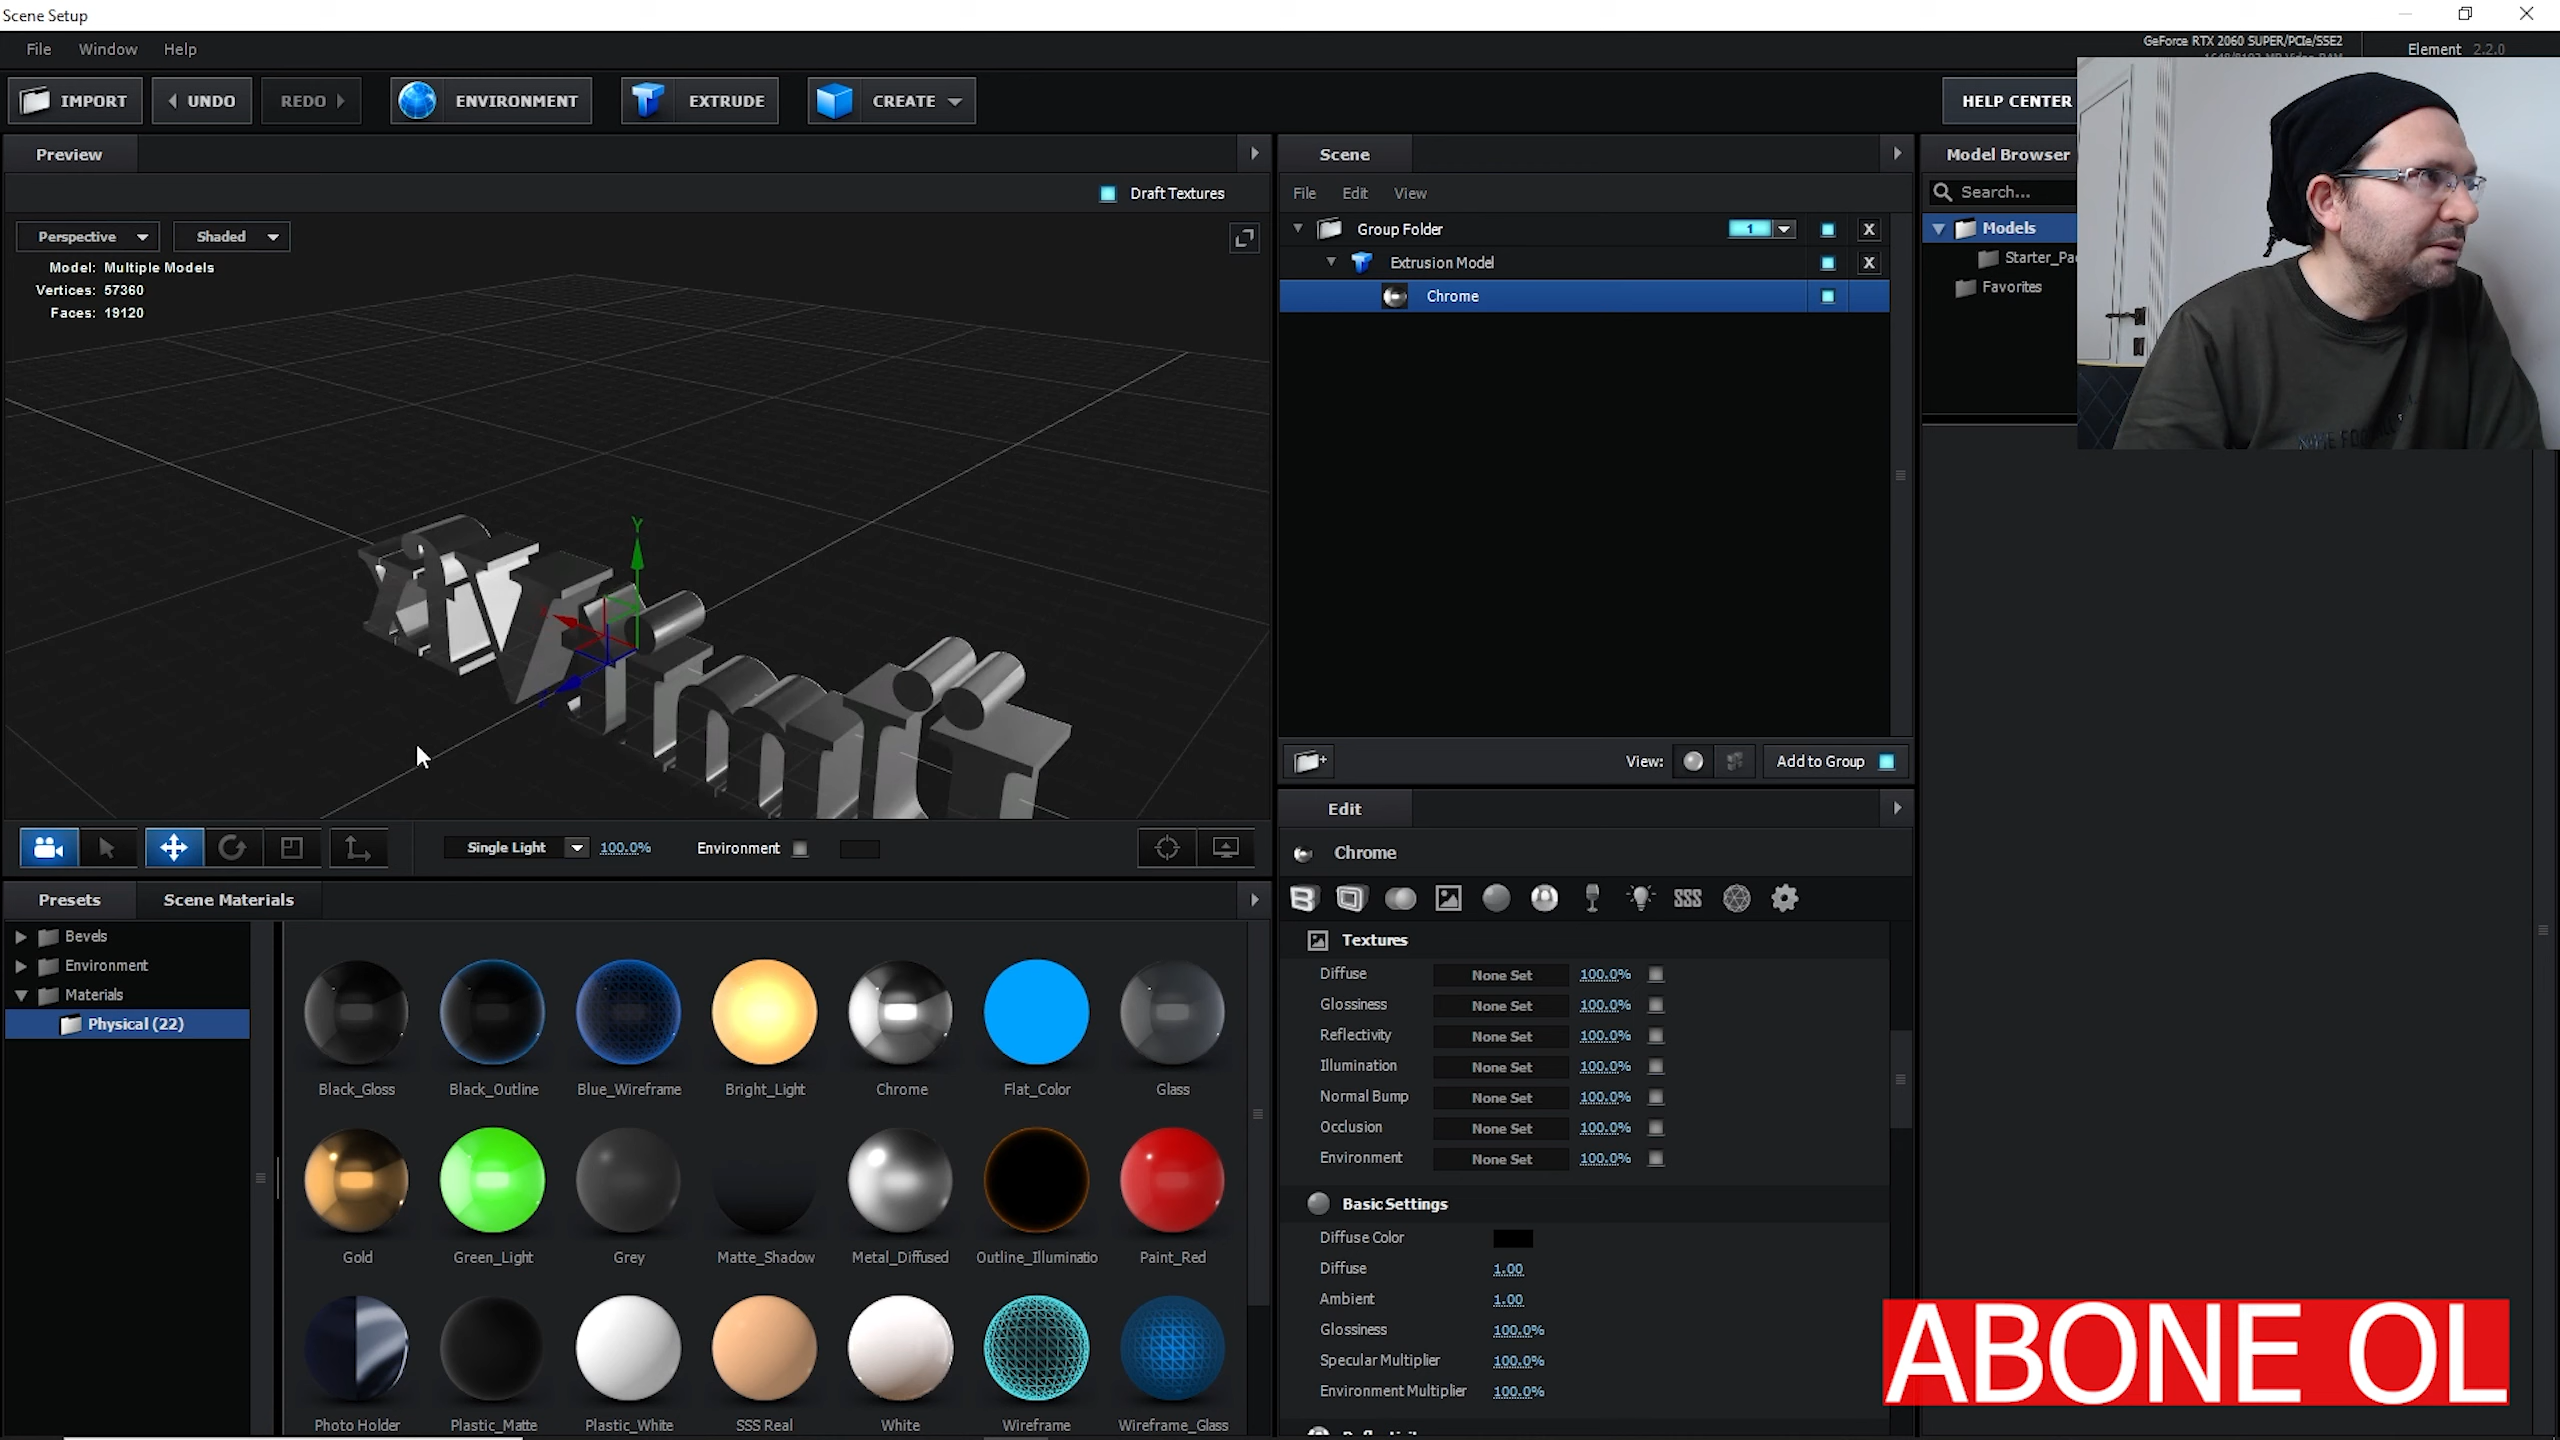 Scene Setup
File Window Help
GeForce RTX 2060 SUPER/PCIe/SSE2
Element 2.2.0
IMPORT UNDO REDO ENVIRONMENT EXTRUDE CREATE HELP CENTER
Preview
Draft Textures
Perspective Shaded
Model: Multiple Models
Vertices: 57360
Faces: 19120
Y
Single Light 100.0% Environment
Scene
File Edit View
Group Folder 1 X
Extrusion Model X
Chrome
View: Add to Group
Model Browser
Search...
Models
Starter_Pac
Favorites
Presets Scene Materials
Bevels
Environment
Materials
Physical (22)
Black_Gloss Black_Outline Blue_Wireframe Bright_Light Chrome Flat_Color Glass
Gold Green_Light Grey Matte_Shadow Metal_Diffused Outline_Illuminatio Paint_Red
Photo Holder Plastic_Matte Plastic_White SSS Real White Wireframe Wireframe_Glass
Edit
Chrome
SSS
Textures
Diffuse None Set 100.0%
Glossiness None Set 100.0%
Reflectivity None Set 100.0%
Illumination None Set 100.0%
Normal Bump None Set 100.0%
Occlusion None Set 100.0%
Environment None Set 100.0%
Basic Settings
Diffuse Color
Diffuse 1.00
Ambient 1.00
Glossiness 100.0%
Specular Multiplier 100.0%
Environment Multiplier 100.0%
ABONE OL